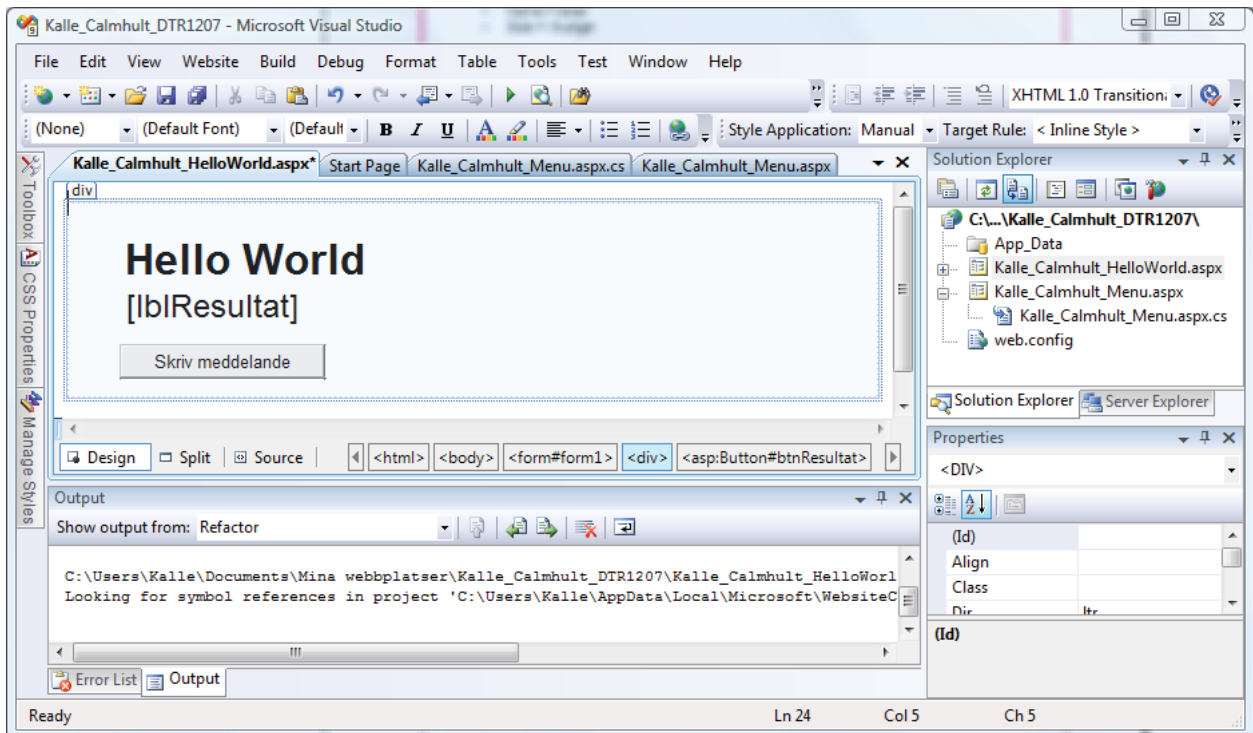 Kalle_Calmhult_DTR1207 - Microsoft Visual Studio
File Edit View Website Build Debug Format Table Tools Test Window Help
XHTML 1.0 Transition:
(None) (Default Font) (Default B I U A Style Application: Manual Target Rule: < Inline Style >
Toolbox
CSS Properties
Manage Styles
Kalle_Calmhult_HelloWorld.aspx* Start Page Kalle_Calmhult_Menu.aspx.cs Kalle_Calmhult_Menu.aspx
div
Hello World
[lblResultat]
Skriv meddelande
Design Split Source <html> <body> <form#form1> <div> <asp:Button#btnResultat>
Output
Show output from: Refactor
C:\Users\Kalle\Documents\Mina webbplatser\Kalle_Calmhult_DTR1207\Kalle_Calmhult_HelloWorl
Looking for symbol references in project 'C:\Users\Kalle\AppData\Local\Microsoft\WebsiteC
Error List Output
Solution Explorer
C:\...\Kalle_Calmhult_DTR1207\
App_Data
Kalle_Calmhult_HelloWorld.aspx
Kalle_Calmhult_Menu.aspx
Kalle_Calmhult_Menu.aspx.cs
web.config
Solution Explorer Server Explorer
Properties
<DIV>
(Id)
Align
Class
Dir ltr
(Id)
Ready Ln 24 Col 5 Ch 5